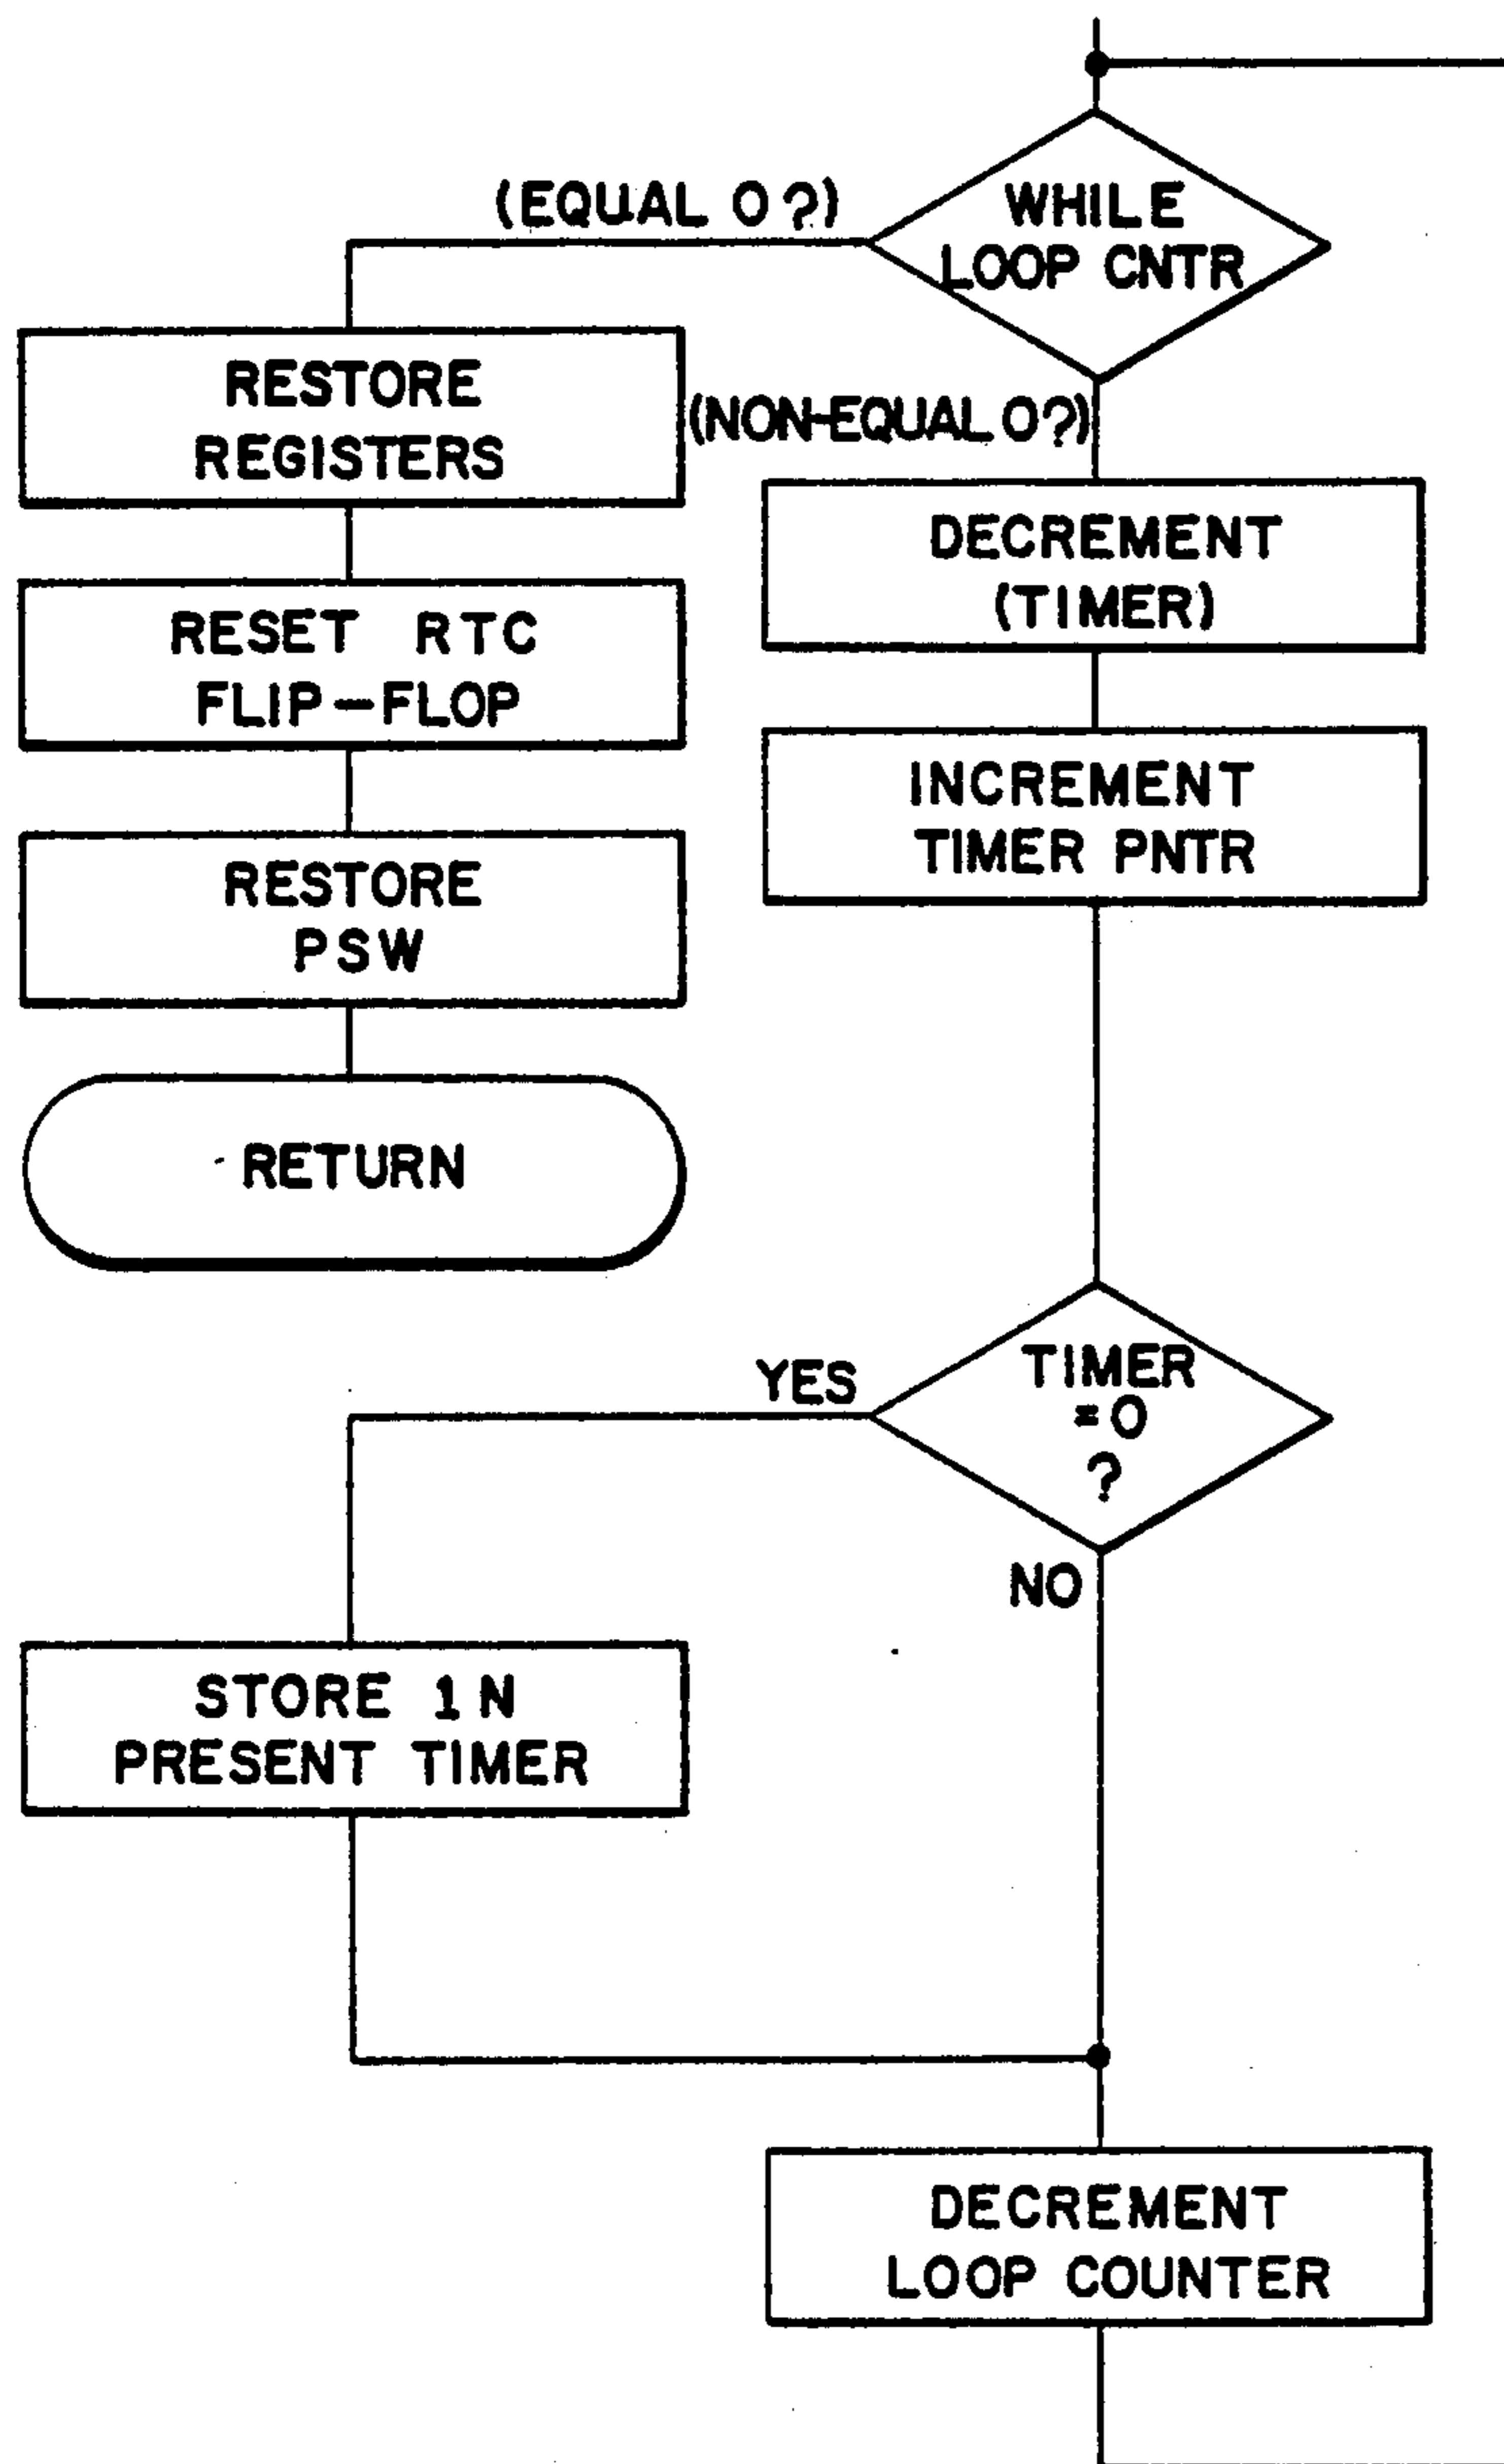 WHILE
LOOP CNTR
(EQUAL 0?)
RESTORE
REGISTERS
(NON-EQUAL 0?)
DECREMENT
(TIMER)
RESET RTC
FLIP-FLOP
INCREMENT
TIMER PNTR
RESTORE
PSW
RETURN
TIMER
=0
?
YES
NO
STORE 1N
PRESENT TIMER
DECREMENT
LOOP COUNTER